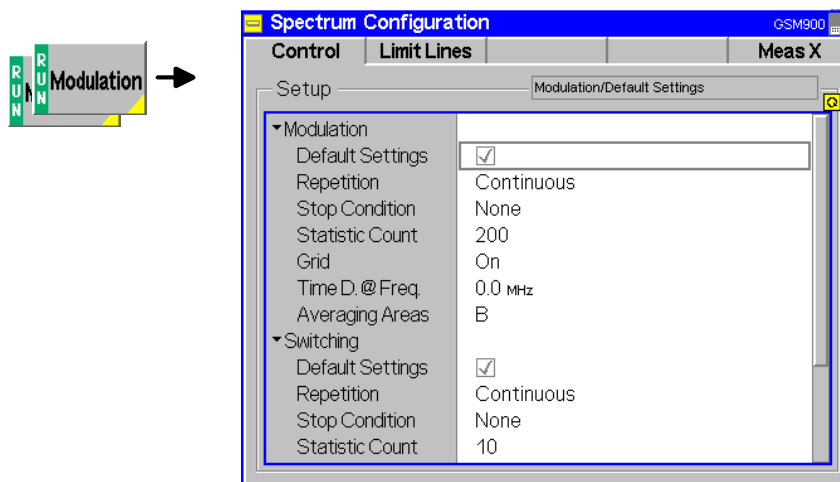 Spectrum Configuration GSM900
Control Limit Lines Meas X
RUN Modulation
RUN
Setup Modulation/Default Settings
Modulation
Default Settings
Repetition Continuous
Stop Condition None
Statistic Count 200
Grid On
Time D.@Freq. 0.0 MHz
Averaging Areas B
Switching
Default Settings
Repetition Continuous
Stop Condition None
Statistic Count 10